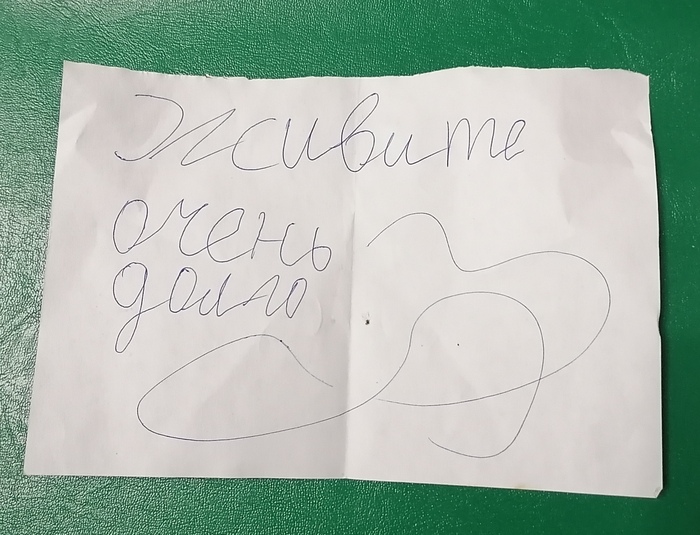 Живите
очень
долго